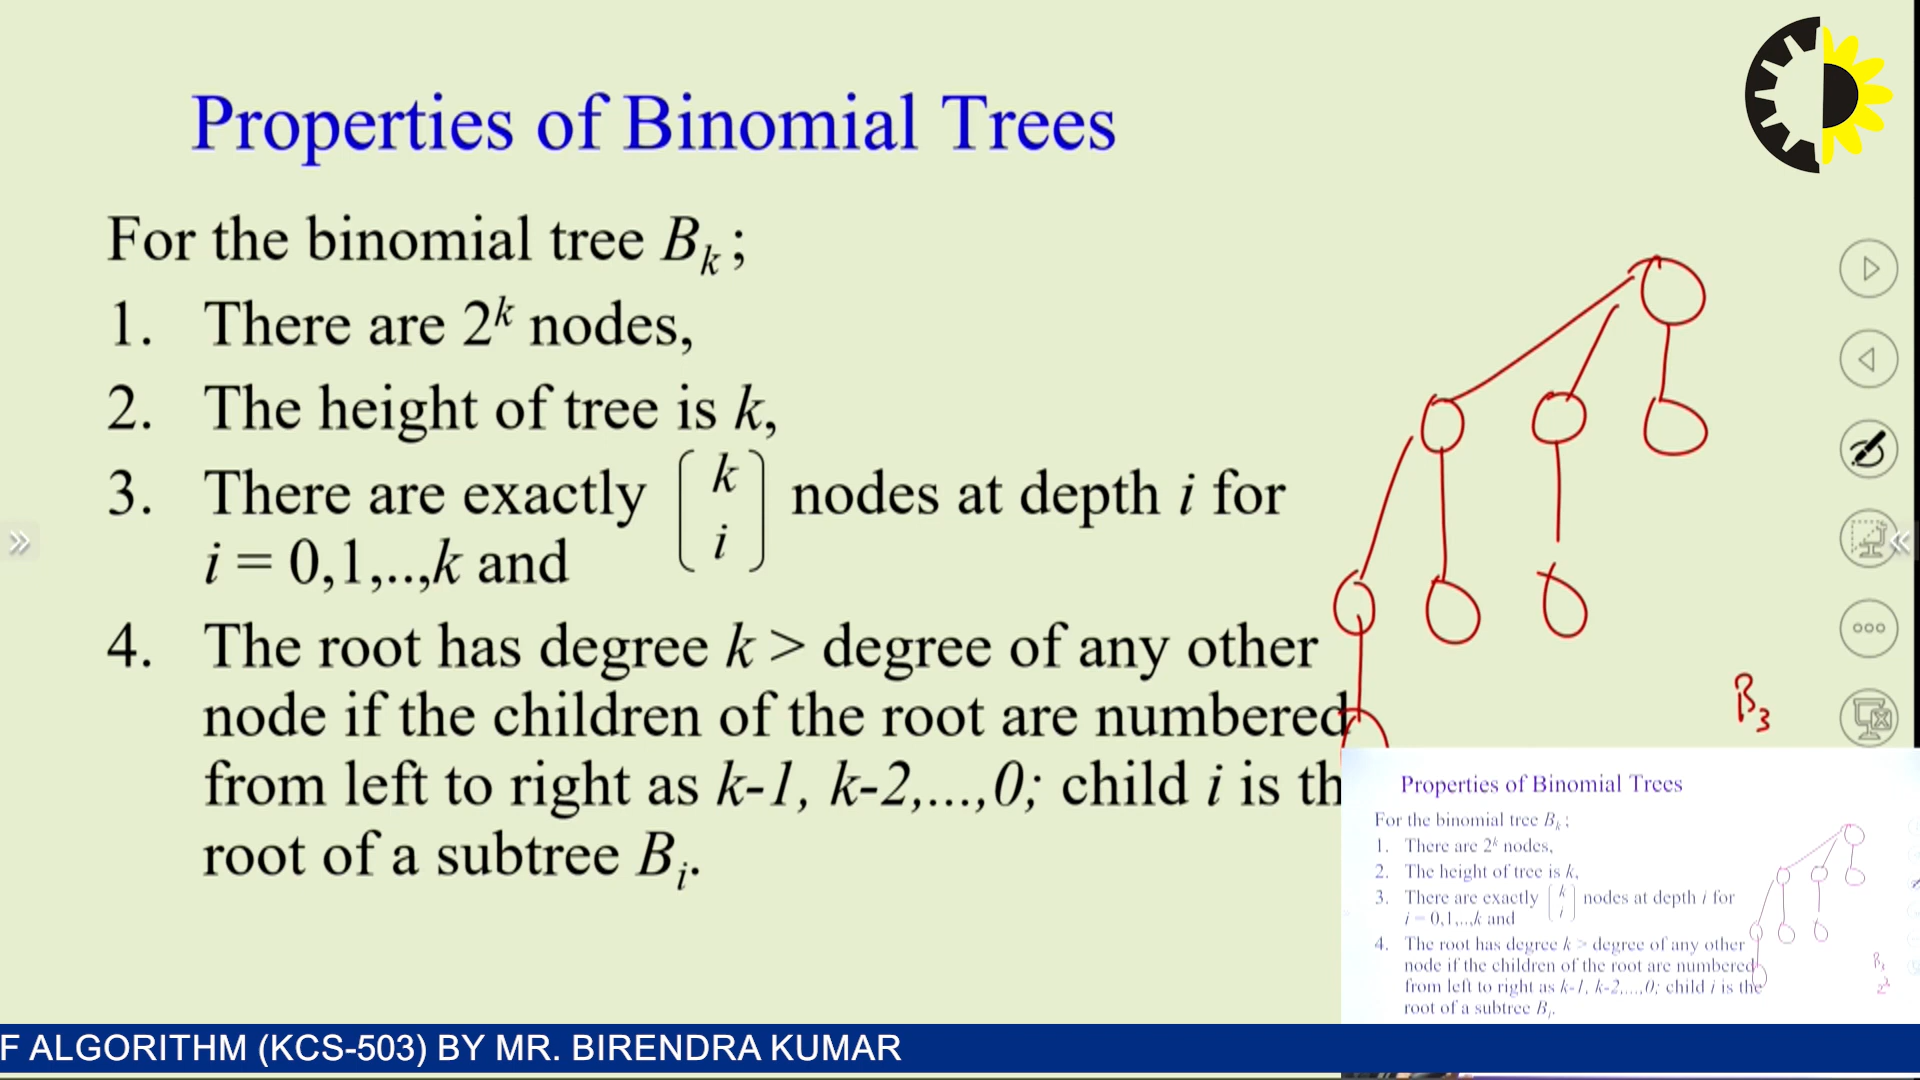 Properties of Binomial Trees
For the binomial tree Bk ;
1. There are 2^k nodes,
2. The height of tree is k,
3. There are exactly (k i) nodes at depth i for
i = 0,1,..,k and
4. The root has degree k > degree of any other
node if the children of the root are numbered
from left to right as k-1, k-2,...,0; child i is th
root of a subtree Bi.
B3
Properties of Binomial Trees
For the binomial tree Bk ;
1. There are 2^k nodes,
2. The height of tree is k,
3. There are exactly (k i) nodes at depth i for
i = 0,1,..,k and
4. The root has degree k > degree of any other
node if the children of the root are numbered
from left to right as k-1, k-2,...,0; child i is the
root of a subtree Bi.
B3
F ALGORITHM (KCS-503) BY MR. BIRENDRA KUMAR